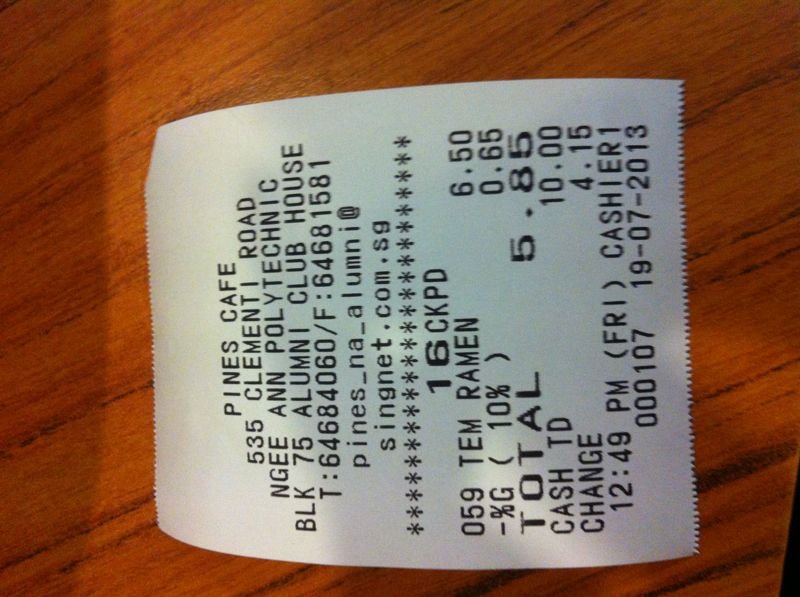 PINES CAFE
535 CLEMENTI ROAD
NGEE ANN POLYTECHNIC
BLK 75 ALUMNI CLUB HOUSE
T:64684060/F:64681581
pines_na_alumni@
singnet.com.sg
******************************
16CKPD
059 TEM RAMEN 6.50
-%G ( 10% ) 0.65
TOTAL 5.85
CASH TD 10.00
CHANGE 4.15
12:49 PM (FRI) CASHIER1
000107 19-07-2013